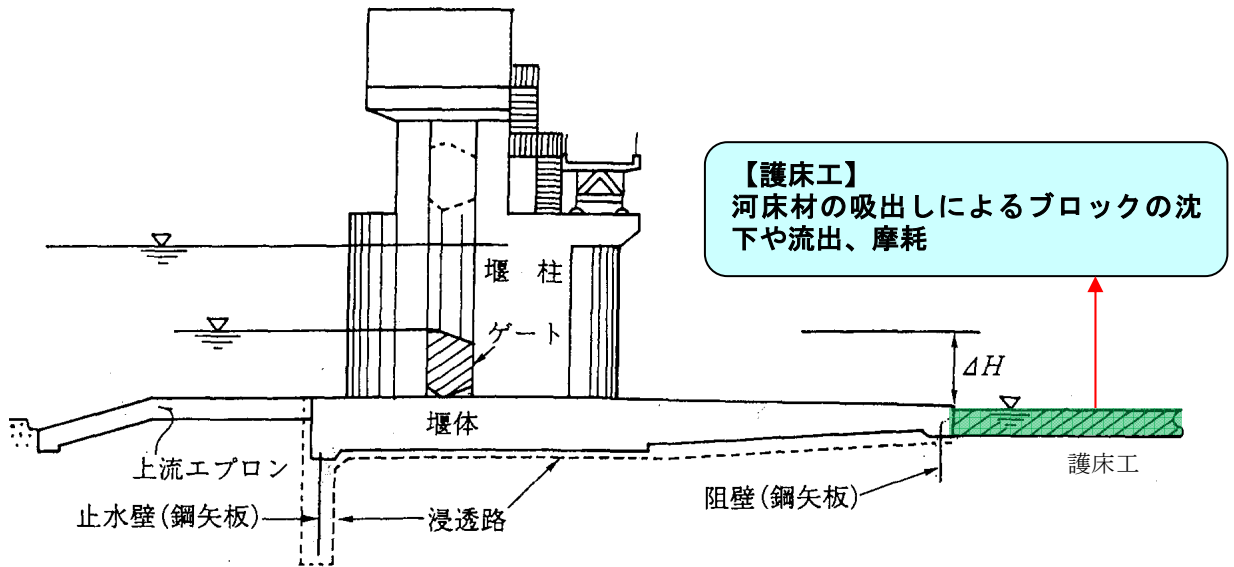 【護床工】
河床材の吸出しによるブロックの沈
下や流出、摩耗
堰 柱
ゲート
ΔH
堰体
上流エプロン
護床工
止水壁(鋼矢板)
浸透路
阻壁(鋼矢板)